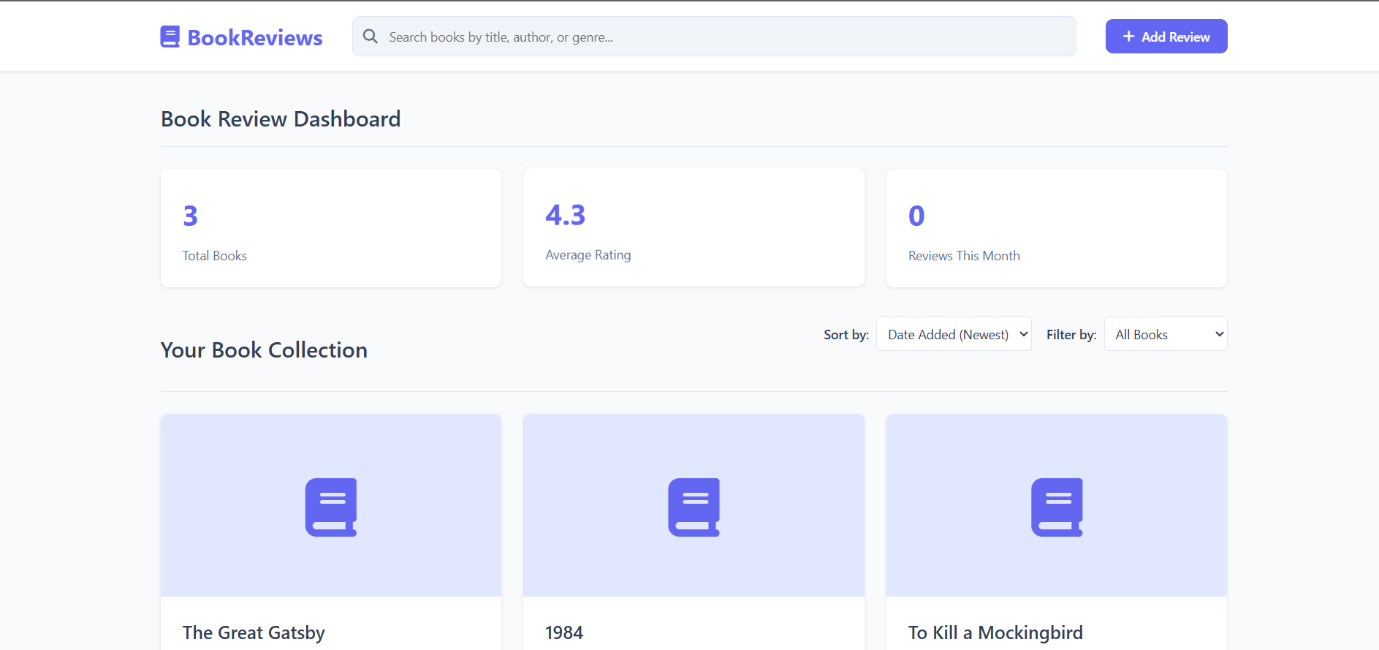 BookReviews
Search books by title, author, or genre...
+ Add Review
Book Review Dashboard
3
Total Books
4.3
Average Rating
0
Reviews This Month
Your Book Collection
Sort by: Date Added (Newest) Filter by: All Books
The Great Gatsby
1984
To Kill a Mockingbird